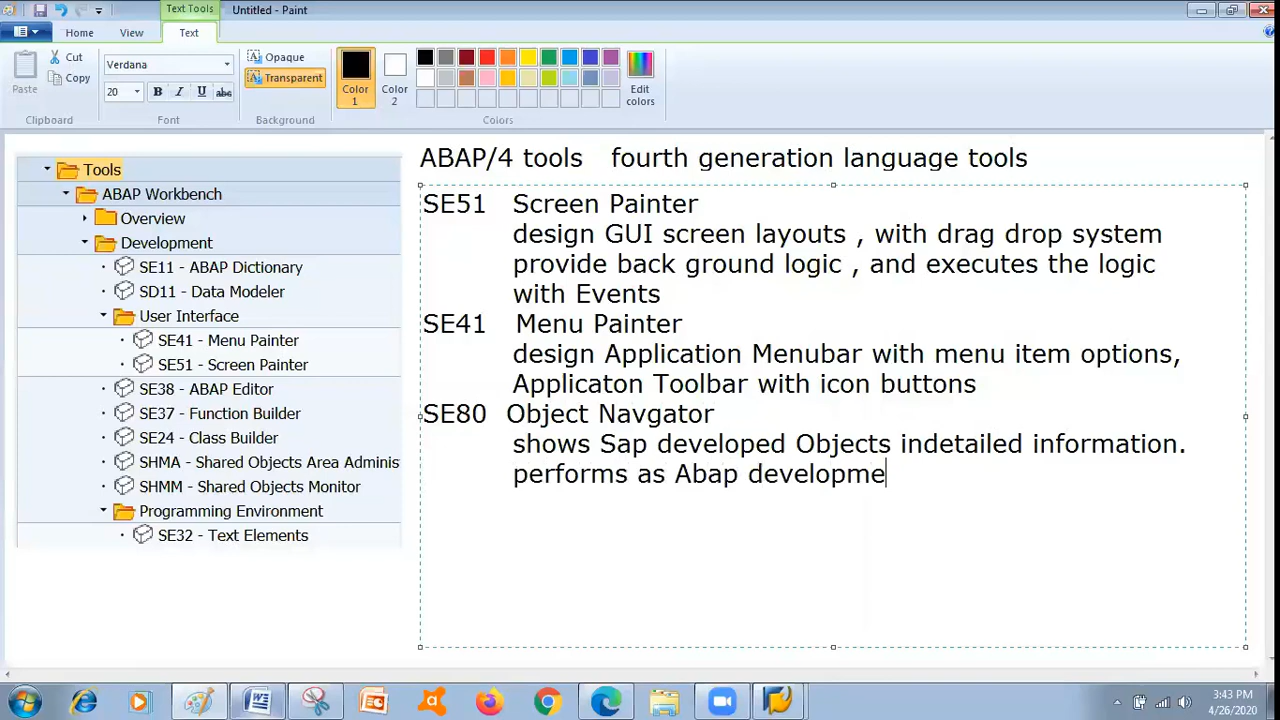 Text Tools
Untitled - Paint
Home
View
Text
Paste
Cut
Copy
Clipboard
Verdana
20
B I U abc
Font
Opaque
Transparent
Background
Color 1
Color 2
Edit colors
Colors
Tools
ABAP Workbench
Overview
Development
SE11 - ABAP Dictionary
SD11 - Data Modeler
User Interface
SE41 - Menu Painter
SE51 - Screen Painter
SE38 - ABAP Editor
SE37 - Function Builder
SE24 - Class Builder
SHMA - Shared Objects Area Adminis
SHMM - Shared Objects Monitor
Programming Environment
SE32 - Text Elements
ABAP/4 tools fourth generation language tools
SE51 Screen Painter
design GUI screen layouts , with drag drop system
provide back ground logic , and executes the logic
with Events
SE41 Menu Painter
design Application Menubar with menu item options,
Applicaton Toolbar with icon buttons
SE80 Object Navgator
shows Sap developed Objects indetailed information.
performs as Abap developme
3:43 PM
4/26/2020